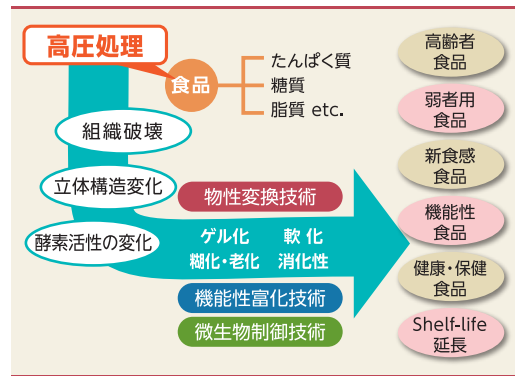 高圧処理
食品
たんぱく質
糖質
脂質 etc.
組織破壊
立体構造変化
酵素活性の変化
物性変換技術
ゲル化 軟化
糊化・老化 消化性
機能性富化技術
微生物制御技術
高齢者
食品
弱者用
食品
新食感
食品
機能性
食品
健康・保健
食品
Shelf-life
延長